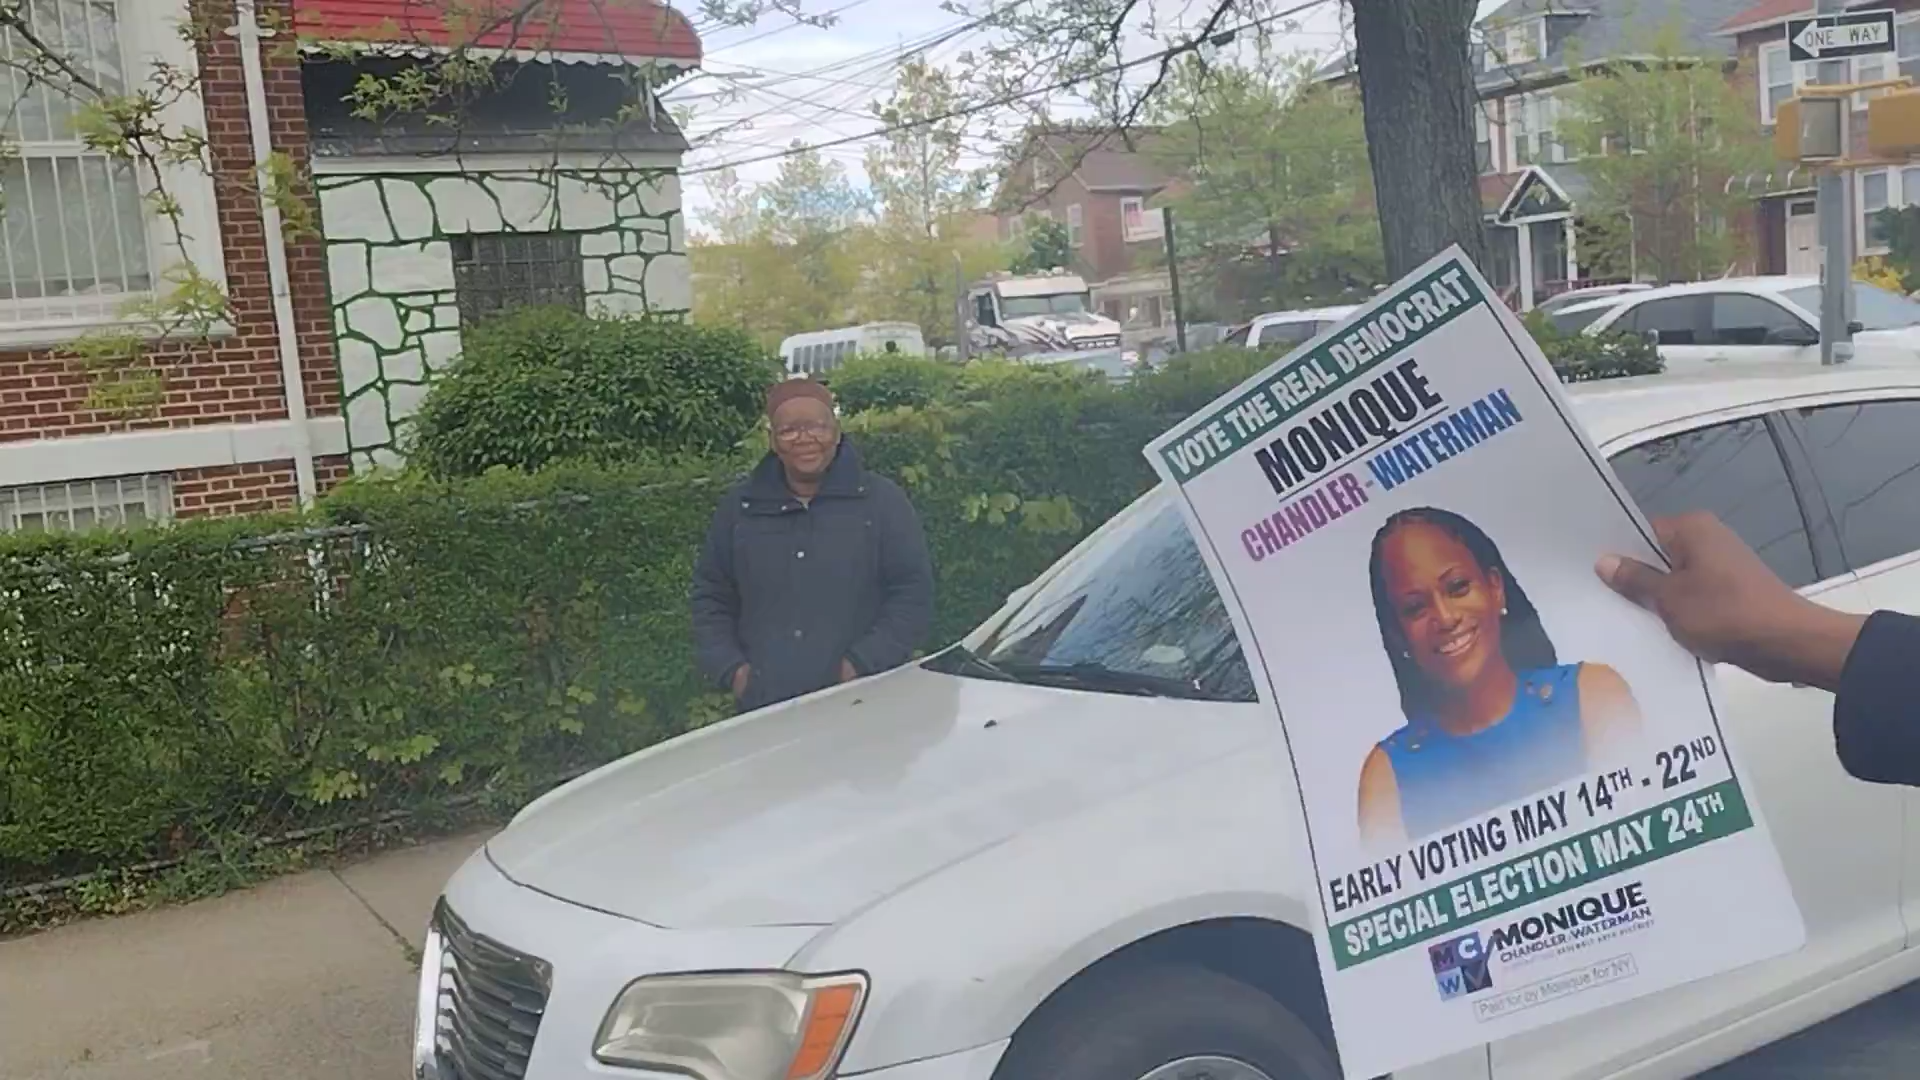 ONE WAY
VOTE THE REAL DEMOCRAT
MONIQUE
CHANDLER-WATERMAN
EARLY VOTING MAY 14TH - 22ND
SPECIAL ELECTION MAY 24TH
MCWV
MONIQUE
CHANDLER-WATERMAN
Paid for by Monique for NY